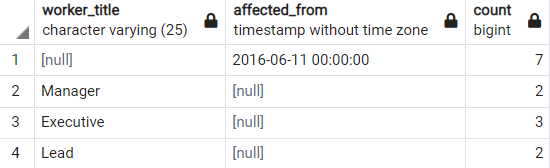 worker_title affected_from count
character varying (25) timestamp without time zone bigint
1 [null] 2016-06-11 00:00:00 7
2 Manager [null] 2
3 Executive [null] 3
4 Lead [null] 2